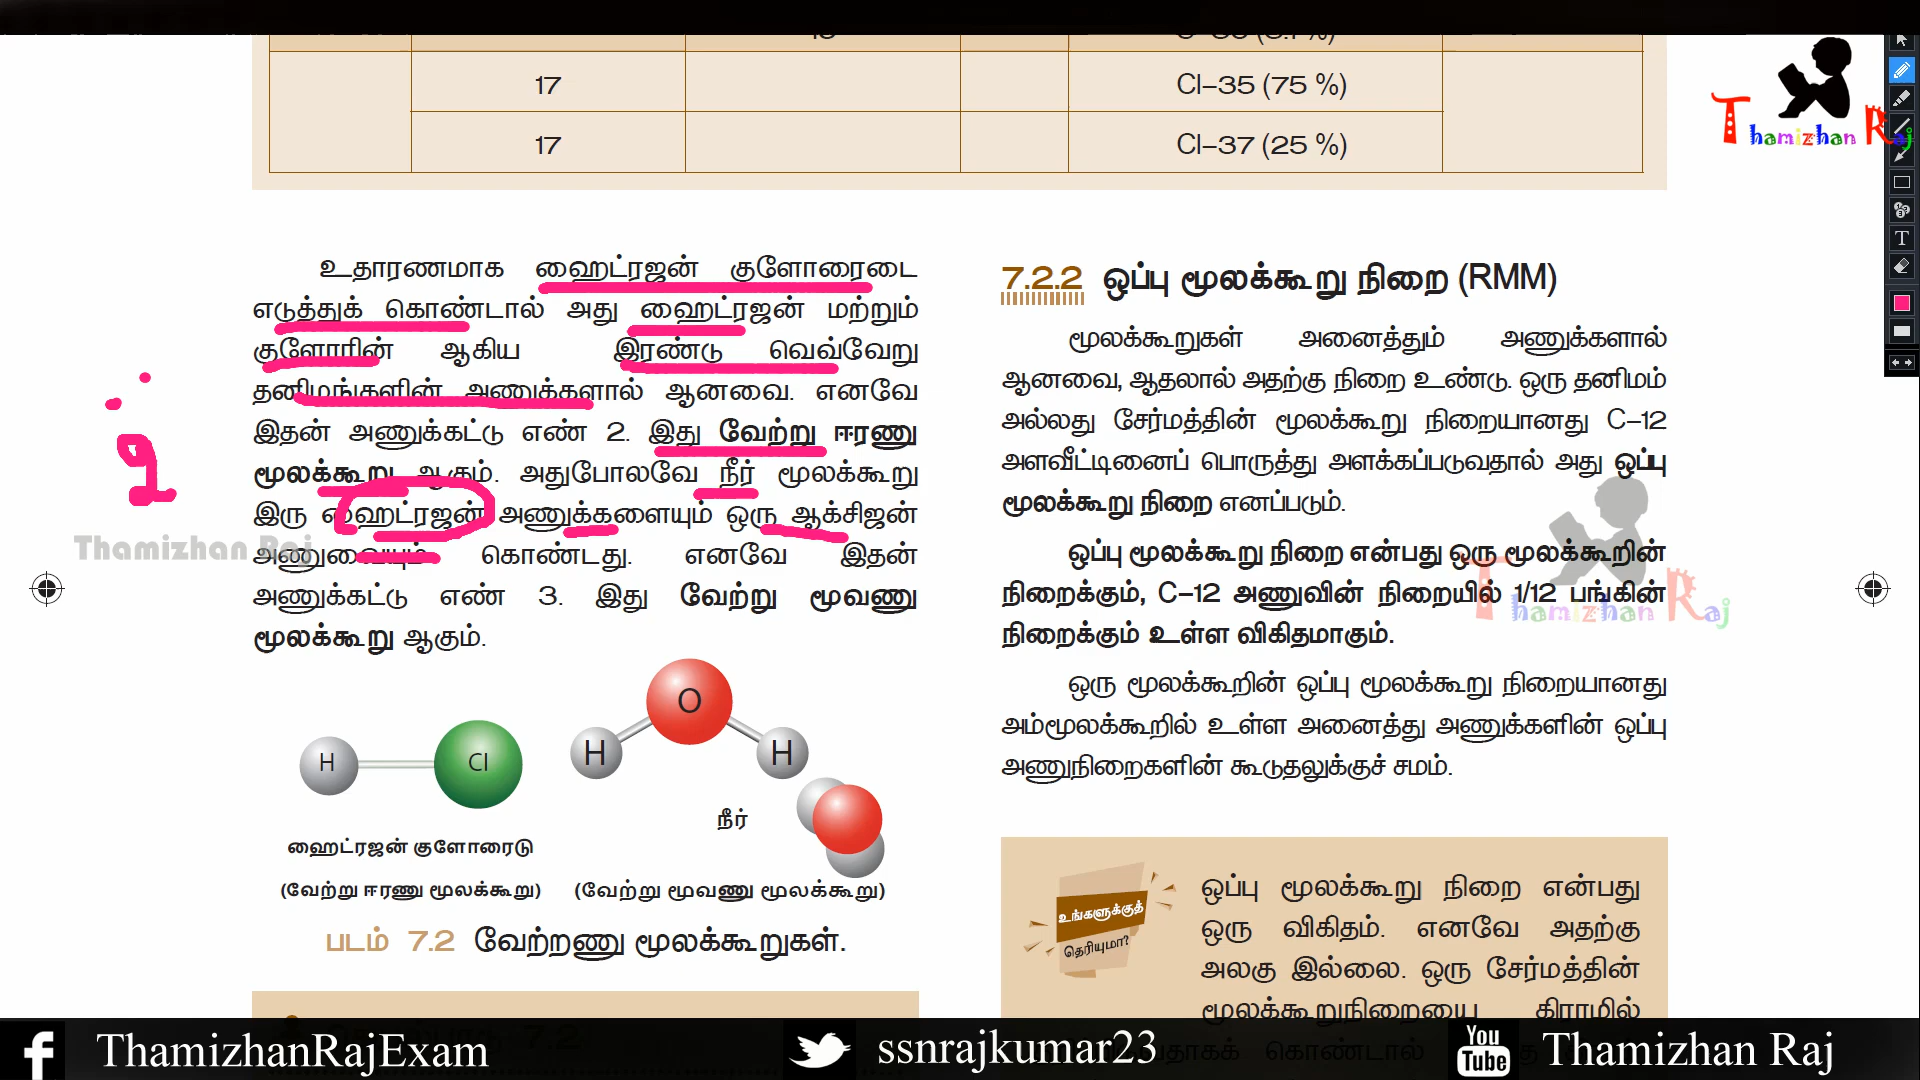 17
Cl-35 (75 %)
17
Cl-37 (25 %)
Thamizhan Raj
உதாரணமாக ஹைட்ரஜன் குளோரைடை
எடுத்துக் கொண்டால் அது ஹைட்ரஜன் மற்றும்
குளோரின் ஆகிய இரண்டு வெவ்வேறு
தனிமங்களின் அணுக்களால் ஆனவை. எனவே
இதன் அணுக்கட்டு எண் 2. இது வேற்று ஈரணு
மூலக்கூறு ஆகும். அதுபோலவே நீர் மூலக்கூறு
இரு ஹைட்ரஜன் அணுக்களையும் ஒரு ஆக்சிஜன்
அணுவையும் கொண்டது. எனவே இதன்
அணுக்கட்டு எண் 3. இது வேற்று மூவணு
மூலக்கூறு ஆகும்.
Thamizhan Raj
H
Cl
O
H
H
நீர்
ஹைட்ரஜன் குளோரைடு
(வேற்று ஈரணு மூலக்கூறு)
(வேற்று மூவணு மூலக்கூறு)
படம் 7.2 வேற்றணு மூலக்கூறுகள்.
7.2.2 ஒப்பு மூலக்கூறு நிறை (RMM)
மூலக்கூறுகள் அனைத்தும் அணுக்களால்
ஆனவை, ஆதலால் அதற்கு நிறை உண்டு. ஒரு தனிமம்
அல்லது சேர்மத்தின் மூலக்கூறு நிறையானது C-12
அளவீட்டினைப் பொருத்து அளக்கப்படுவதால் அது ஒப்பு
மூலக்கூறு நிறை எனப்படும்.
ஒப்பு மூலக்கூறு நிறை என்பது ஒரு மூலக்கூறின்
நிறைக்கும், C-12 அணுவின் நிறையில் 1/12 பங்கின்
நிறைக்கும் உள்ள விகிதமாகும்.
Thamizhan Raj
ஒரு மூலக்கூறின் ஒப்பு மூலக்கூறு நிறையானது
அம்மூலக்கூறில் உள்ள அனைத்து அணுக்களின் ஒப்பு
அணுநிறைகளின் கூடுதலுக்குச் சமம்.
உங்களுக்குத்
தெரியுமா?
ஒப்பு மூலக்கூறு நிறை என்பது
ஒரு விகிதம். எனவே அதற்கு
அலகு இல்லை. ஒரு சேர்மத்தின்
மூலக்கூறுநிறையை கிராமில்
கொண்டால்
ThamizhanRajExam
ssnrajkumar23
You
Tube
Thamizhan Raj